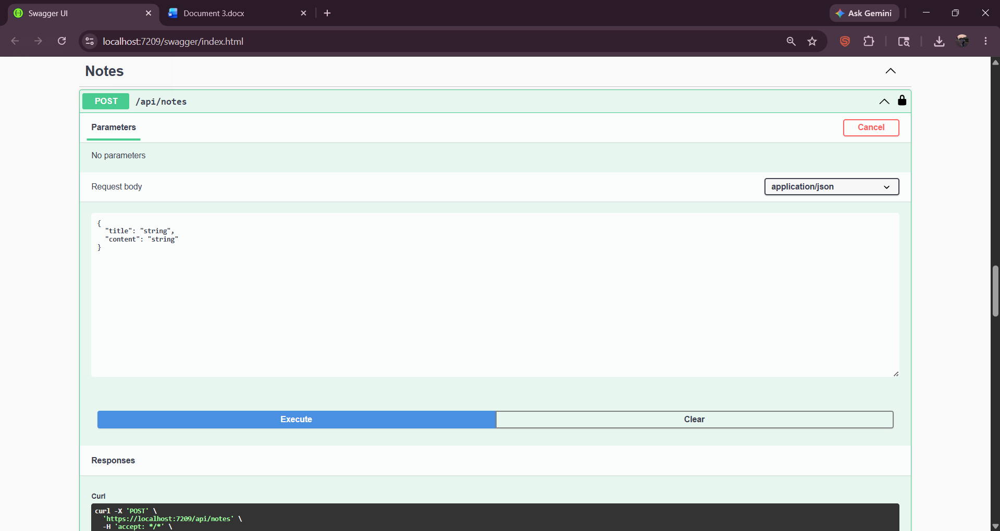 Swagger UI
Document 3.docx
Ask Gemini
localhost:7209/swagger/index.html
Notes
POST /api/notes
Parameters
Cancel
No parameters
Request body
application/json
{
  "title": "string",
  "content": "string"
}
Execute
Clear
Responses
Curl
curl -X 'POST' \
  'https://localhost:7209/api/notes' \
  -H 'accept: */*' \